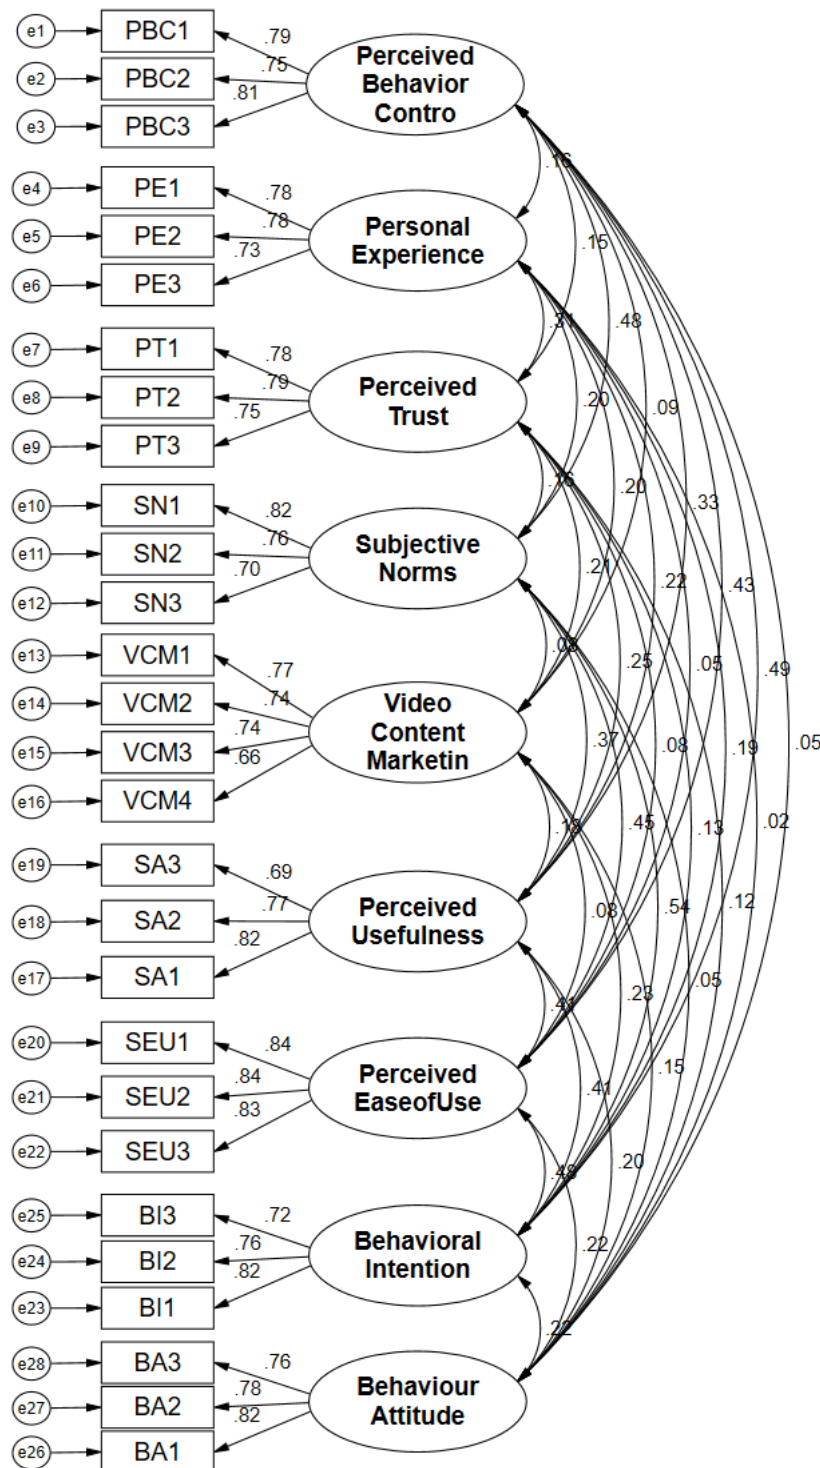 e1
PBC1
.79
e2
PBC2
.75
e3
PBC3
.81
Perceived
Behavior
Contro
e4
PE1
.78
e5
PE2
.78
e6
PE3
.73
Personal
Experience
e7
PT1
.78
e8
PT2
.79
e9
PT3
.75
Perceived
Trust
e10
SN1
.82
e11
SN2
.76
e12
SN3
.70
Subjective
Norms
e13
VCM1
.77
e14
VCM2
.74
e15
VCM3
.74
e16
VCM4
.66
Video
Content
Marketin
e19
SA3
.69
e18
SA2
.77
e17
SA1
.82
Perceived
Usefulness
e20
SEU1
.84
e21
SEU2
.84
e22
SEU3
.83
Perceived
EaseofUse
e25
BI3
.72
e24
BI2
.76
e23
BI1
.82
Behavioral
Intention
e28
BA3
.76
e27
BA2
.78
e26
BA1
.82
Behaviour
Attitude
.16
.15
.48
.09
.33
.43
.49
.05
.31
.20
.20
.22
.05
.19
.02
.16
.21
.25
.08
.13
.12
.08
.37
.45
.54
.05
.18
.08
.23
.15
.41
.41
.20
.48
.22
.22